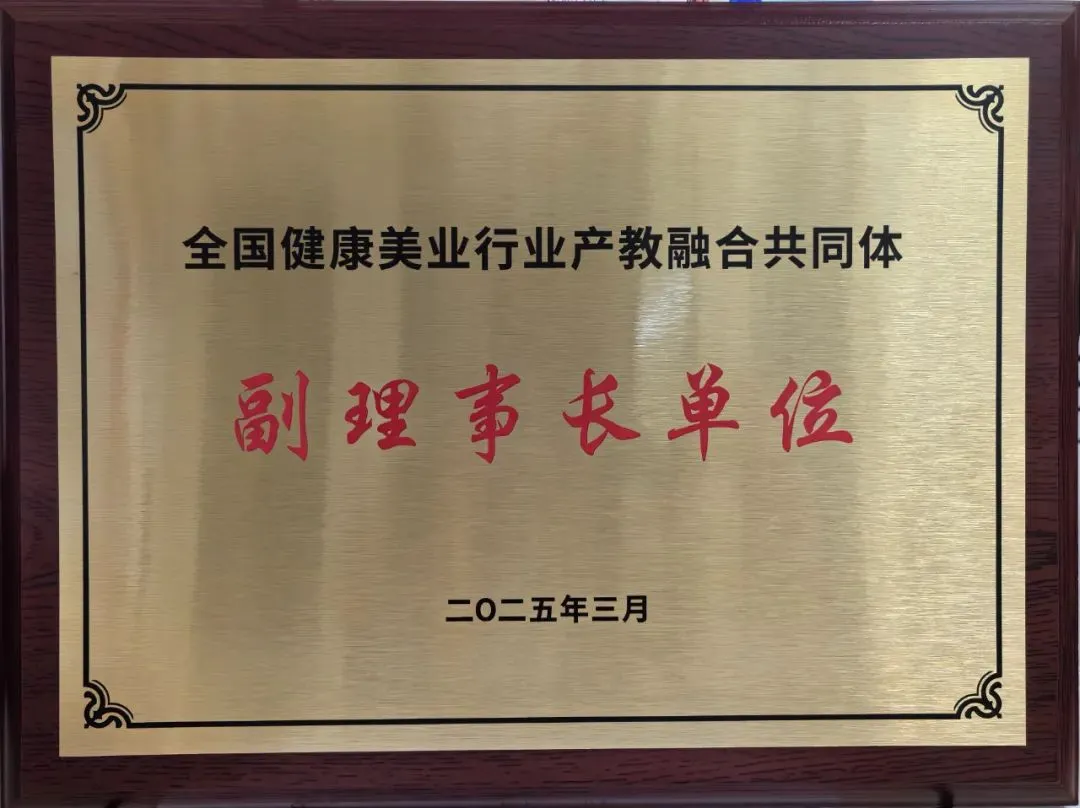 全国健康美业行业产教融合共同体
副理事长单位
二O二五年三月